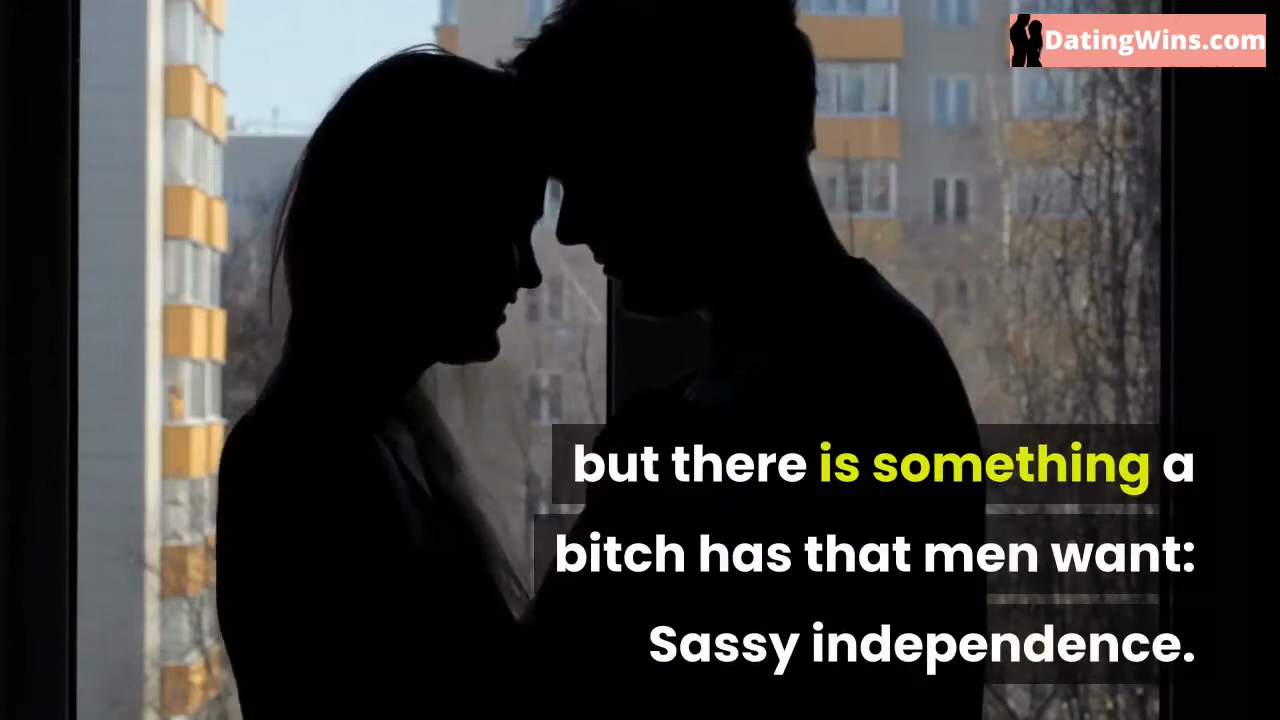 DatingWins.com
but there is something a
bitch has that men want:
Sassy independence.